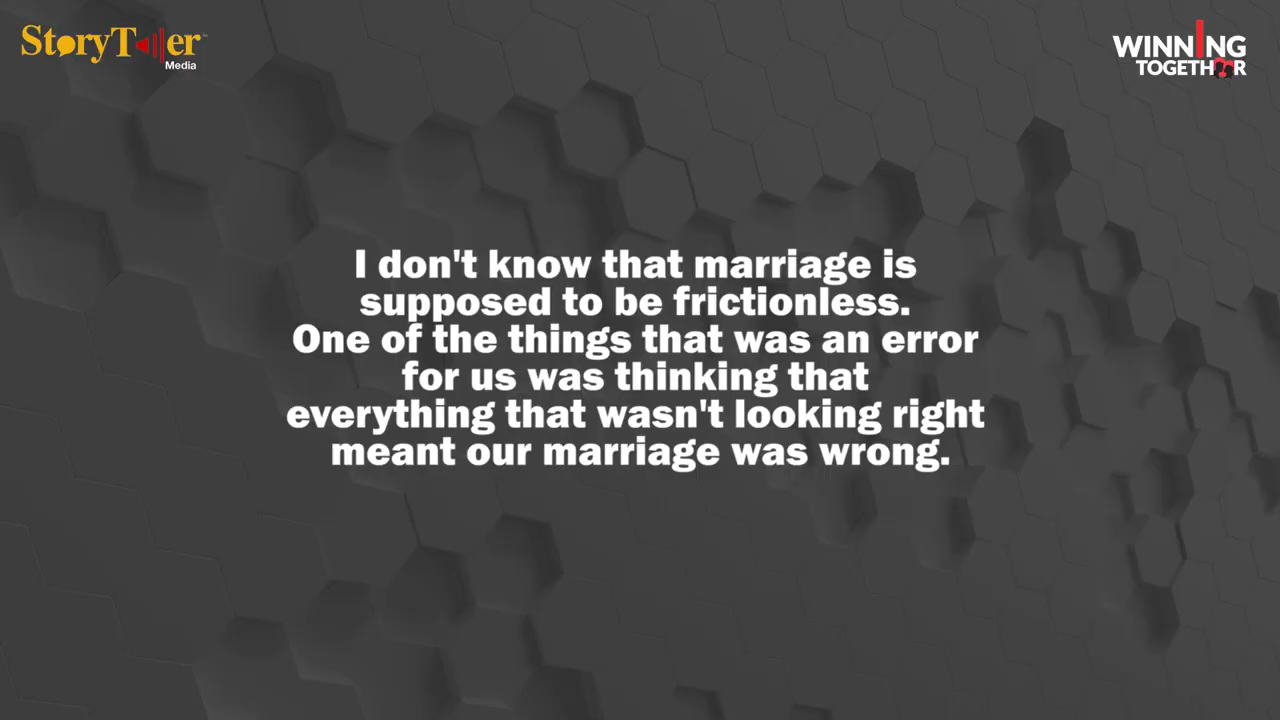 StoryTeller
Media
WINNING
TOGETHER
I don't know that marriage is
supposed to be frictionless.
One of the things that was an error
for us was thinking that
everything that wasn't looking right
meant our marriage was wrong.